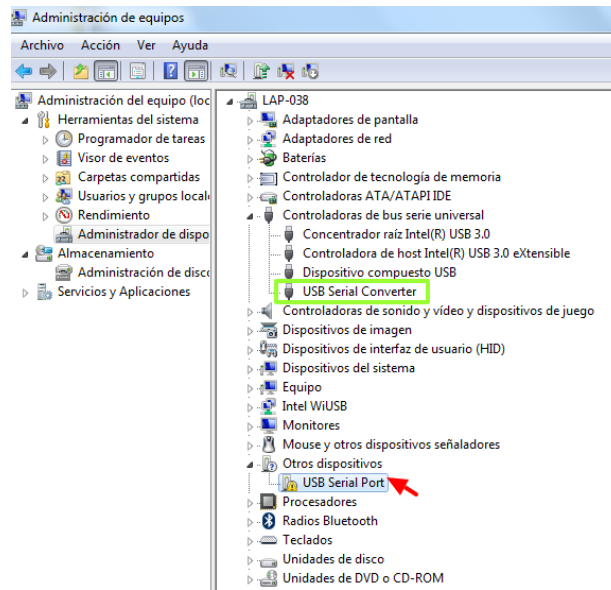 Administración de equipos
Archivo Acción Ver Ayuda
Administración del equipo (loc
Herramientas del sistema
Programador de tareas
Visor de eventos
Carpetas compartidas
Usuarios y grupos local
Rendimiento
Administrador de dispo
Almacenamiento
Administración de disco
Servicios y Aplicaciones
LAP-038
Adaptadores de pantalla
Adaptadores de red
Baterías
Controlador de tecnología de memoria
Controladoras ATA/ATAPI IDE
Controladoras de bus serie universal
Concentrador raíz Intel(R) USB 3.0
Controladora de host Intel(R) USB 3.0 eXtensible
Dispositivo compuesto USB
USB Serial Converter
Controladoras de sonido y vídeo y dispositivos de juego
Dispositivos de imagen
Dispositivos de interfaz de usuario (HID)
Dispositivos del sistema
Equipo
Intel WiUSB
Monitores
Mouse y otros dispositivos señaladores
Otros dispositivos
USB Serial Port
Procesadores
Radios Bluetooth
Teclados
Unidades de disco
Unidades de DVD o CD-ROM